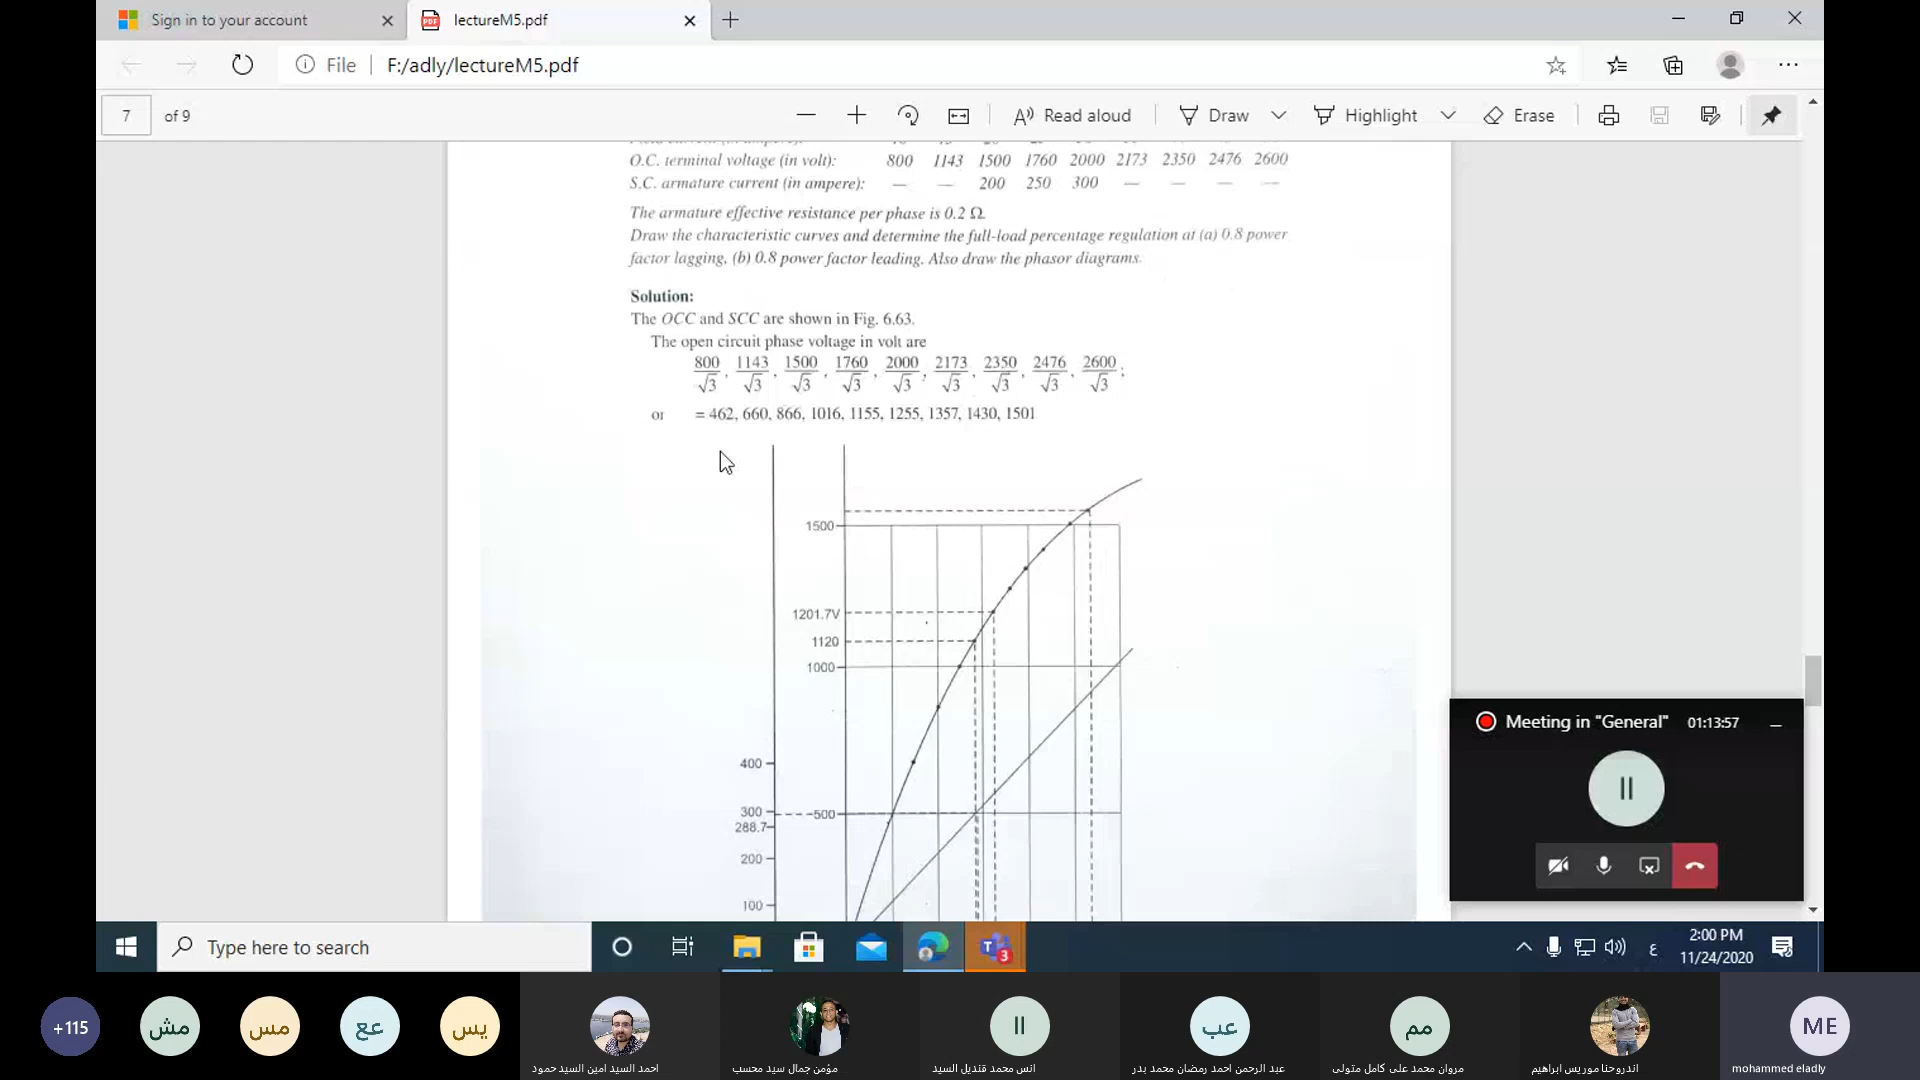 Sign in to your account
lectureM5.pdf
File
F:/adly/lectureM5.pdf
7 of 9
Read aloud
Draw
Highlight
Erase
O.C. terminal voltage (in volt): 800 1143 1500 1760 2000 2173 2350 2476 2600
S.C. armature current (in ampere): — — 200 250 300 — — — —
The armature effective resistance per phase is 0.2 Ω.
Draw the characteristic curves and determine the full-load percentage regulation at (a) 0.8 power
factor lagging, (b) 0.8 power factor leading. Also draw the phasor diagrams.
Solution:
The OCC and SCC are shown in Fig. 6.63.
The open circuit phase voltage in volt are
800/√3, 1143/√3, 1500/√3, 1760/√3, 2000/√3, 2173/√3, 2350/√3, 2476/√3, 2600/√3;
or = 462, 660, 866, 1016, 1155, 1255, 1357, 1430, 1501
1500
1201.7V
1120
1000
400
300
500
288.7
200
100
Meeting in "General" 01:13:57
Type here to search
3
ع
2:00 PM
11/24/2020
+115
مش
مس
عع
يس
احمد السيد امين السيد حمود
مؤمن جمال سيد محسب
اا
انس محمد قنديل السيد
عب
عبد الرحمن احمد رمضان محمد بدر
مم
مروان محمد على كامل متولى
اندروحنا موريس ابراهيم
ME
mohammed eladly